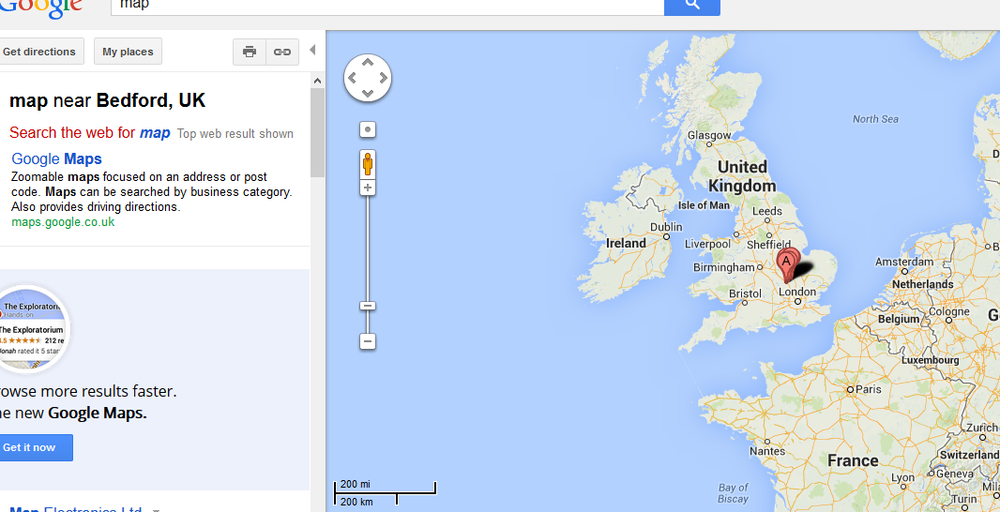 Google
map
Get directions
My places
map near Bedford, UK
Search the web for map Top web result shown
Google Maps
Zoomable maps focused on an address or post
code. Maps can be searched by business category.
Also provides driving directions.
maps.google.co.uk
The Exploratoriu
Hands-on
The Exploratorium
4.5 212 re
Jonah rated it 5 star
rowse more results faster.
he new Google Maps.
Get it now
Map Electronics Ltd
North Sea
Glasgow
United
Kingdom
Isle of Man
Leeds
Dublin
Ireland
Liverpool
Sheffield
A
Birmingham
Bristol
London
Amsterdam
Netherlands
B
D
Belgium
Cologne
G
Luxembourg
Paris
Zurich
Nantes
France
Switzerland
Lyon
Geneva
Mila
Turin
Bay of
Biscay
200 mi
200 km